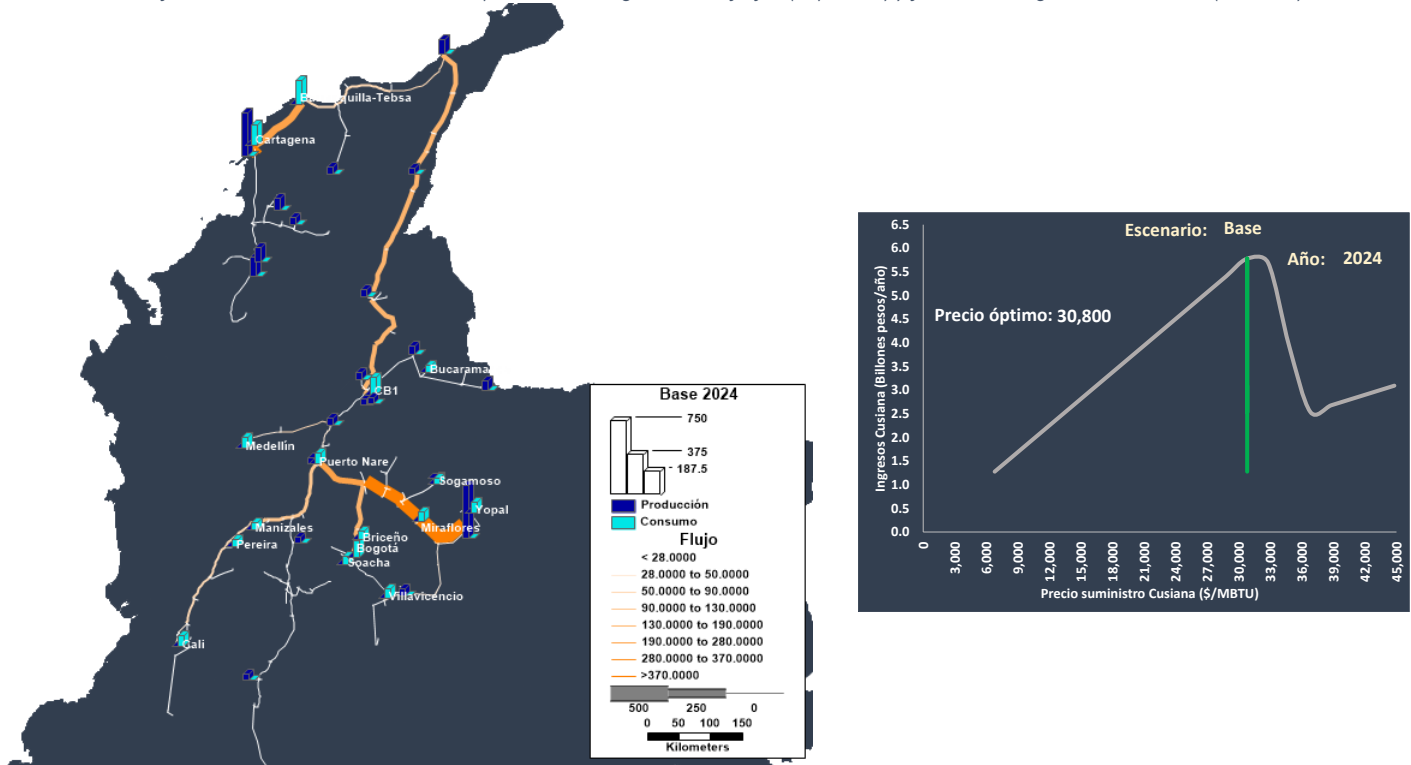 Barranquilla-Tebsa
Cartagena
Bucarama
CB1
Medellín
Puerto Nare
Sogamoso
Yopal
Miraflores
Manizales
Briceño
Bogotá
Pereira
Soacha
Villavicencio
Cali
Base 2024
750
375
187.5
Producción
Consumo
Flujo
< 28.0000
28.0000 to 50.0000
50.0000 to 90.0000
90.0000 to 130.0000
130.0000 to 190.0000
190.0000 to 280.0000
280.0000 to 370.0000
>370.0000
500 250 0
0 50 100 150
Kilometers
Escenario: Base
Año: 2024
Precio óptimo: 30,800
Ingresos Cusiana (Billones pesos/año)
6.5
6.0
5.5
5.0
4.5
4.0
3.5
3.0
2.5
2.0
1.5
1.0
0.5
0.0
0 3,000 6,000 9,000 12,000 15,000 18,000 21,000 24,000 27,000 30,000 33,000 36,000 39,000 42,000 45,000
Precio suministro Cusiana ($/MBTU)